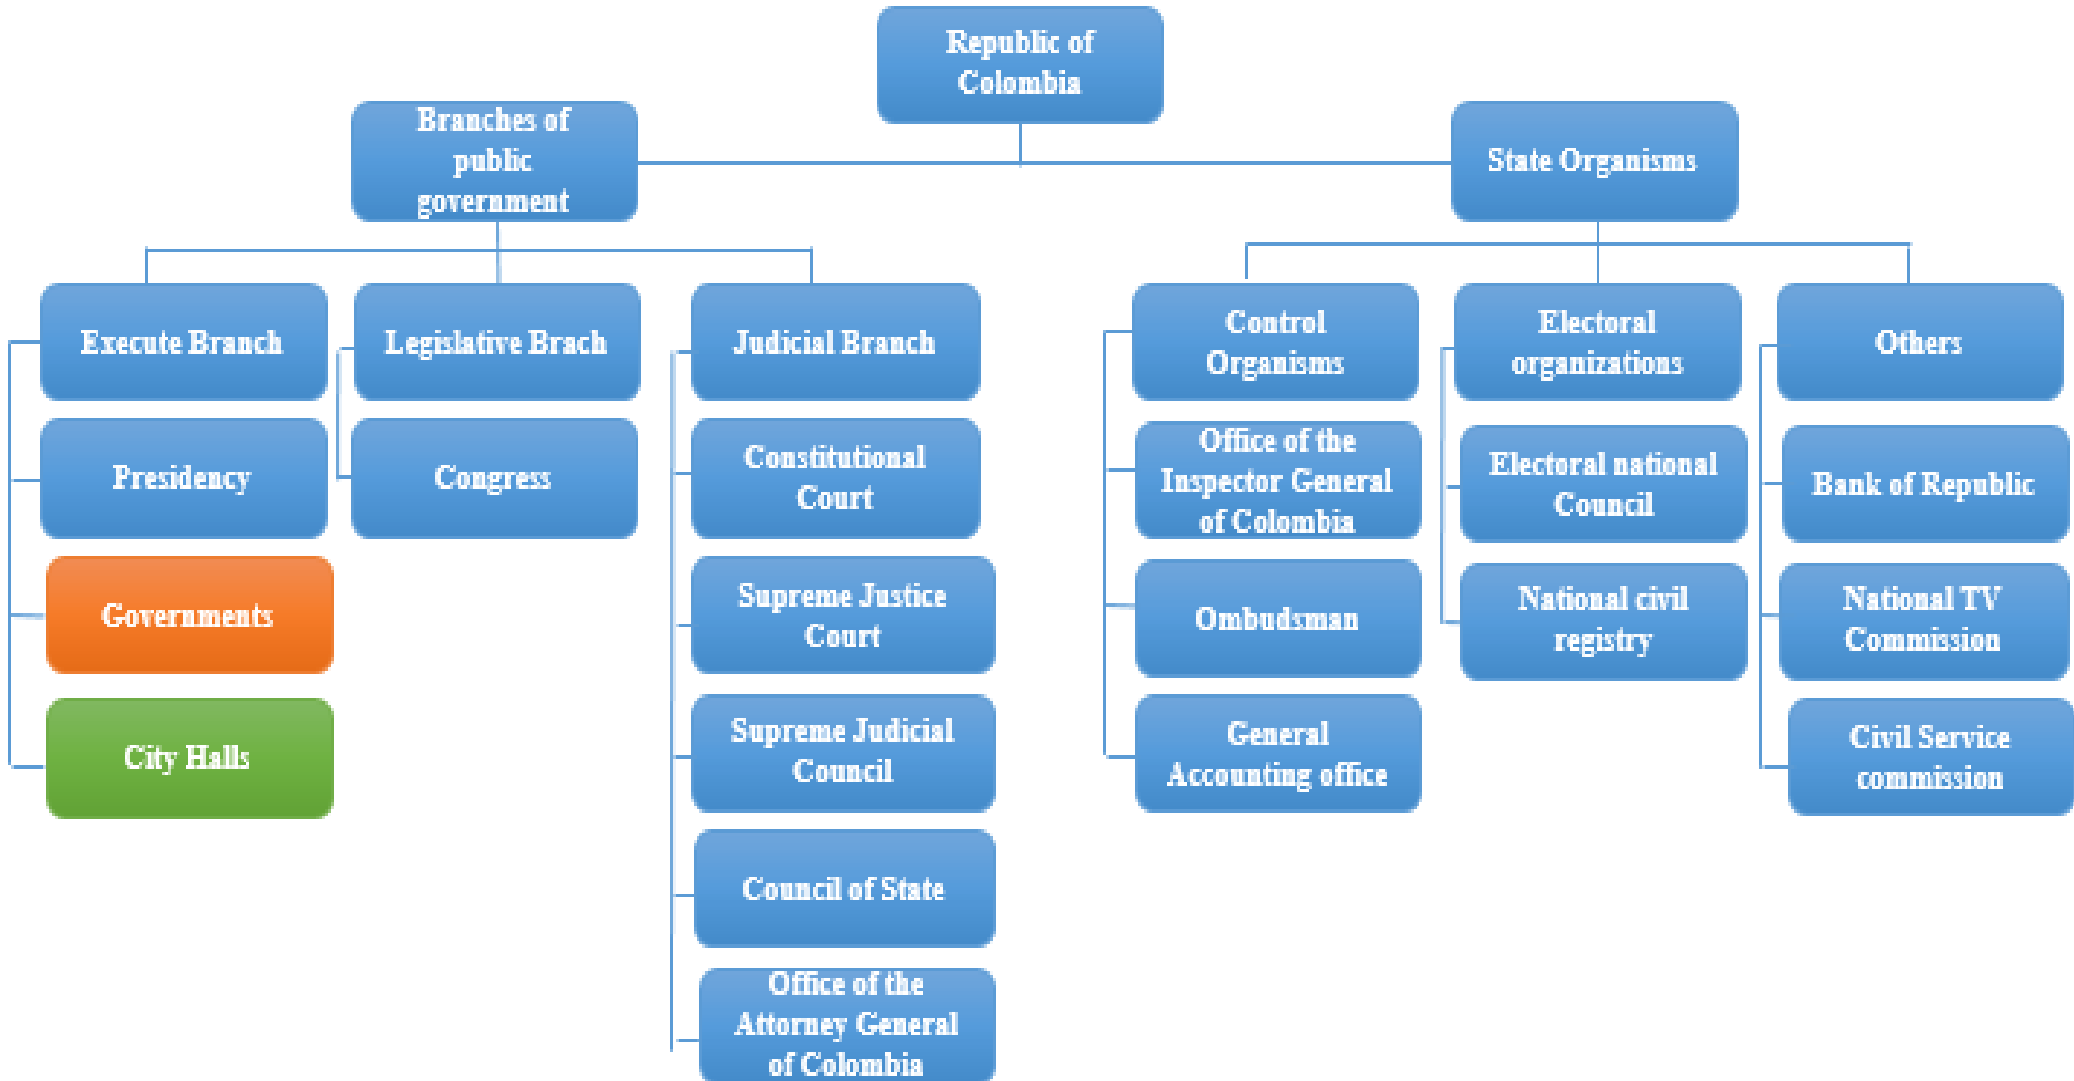 Republic of
Colombia
Branches of
public
government
State Organisms
Execute Branch
Presidency
Governments
City Halls
Legislative Brach
Congress
Judicial Branch
Constitutional
Court
Supreme Justice
Court
Supreme Judicial
Council
Council of State
Office of the
Attorney General
of Colombia
Control
Organisms
Office of the
Inspector General
of Colombia
Ombudsman
General
Accounting office
Electoral
organizations
Electoral national
Council
National civil
registry
Others
Bank of Republic
National TV
Commission
Civil Service
commission